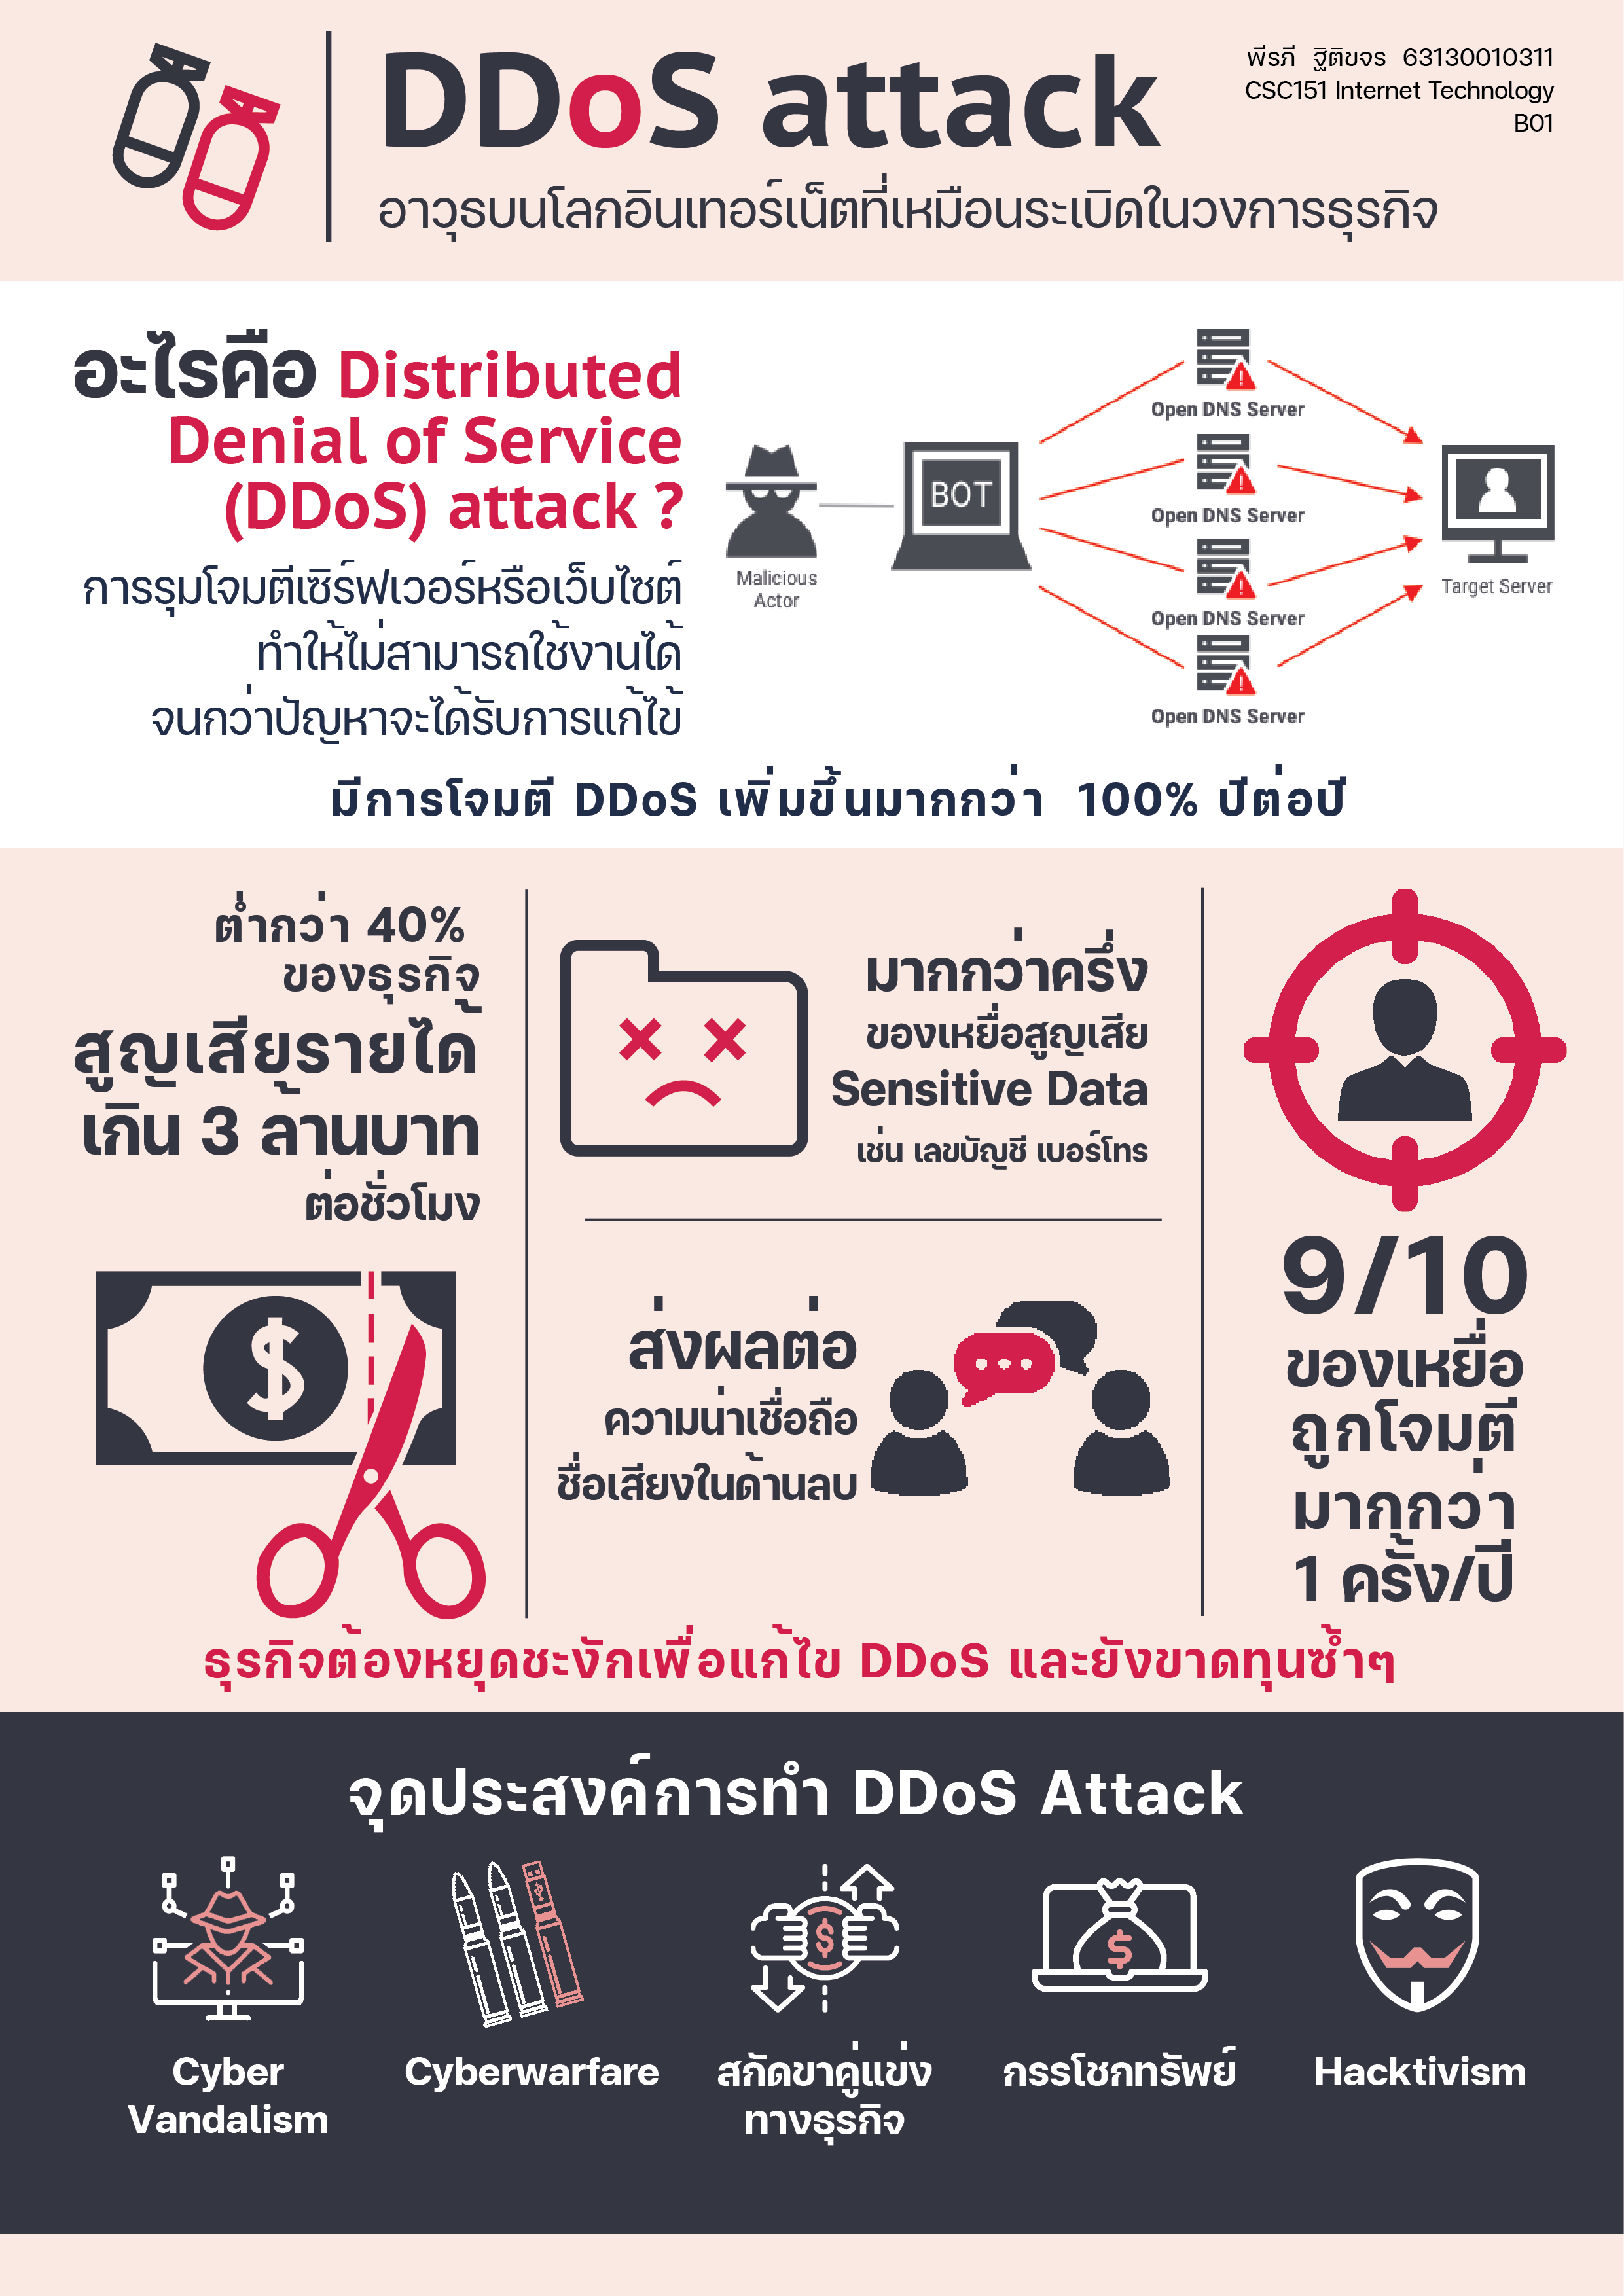 DDoS attack
พีรภี ฐิติขจร 63130010311
CSC151 Internet Technology
B01
อาวุธบนโลกอินเทอร์เน็ตที่เหมือนระเบิดในวงการธุรกิจ
อะไรคือ Distributed
Denial of Service
(DDoS) attack ?
การรุมโจมตีเซิร์ฟเวอร์หรือเว็บไซต์
ทำให้ไม่สามารถใช้งานได้
จนกว่าปัญหาจะได้รับการแก้ไข้
Malicious
Actor
BOT
Open DNS Server
Open DNS Server
Open DNS Server
Open DNS Server
Target Server
มีการโจมตี DDoS เพิ่มขึ้นมากกว่า 100% ปีต่อปี
ต่ำกว่า 40%
ของธุรกิจ
สูญเสียรายได้
เกิน 3 ล้านบาท
ต่อชั่วโมง
มากกว่าครึ่ง
ของเหยื่อสูญเสีย
Sensitive Data
เช่น เลขบัญชี เบอร์โทร
ส่งผลต่อ
ความน่าเชื่อถือ
ชื่อเสียงในด้านลบ
9/10
ของเหยื่อ
ถูกโจมตี
มากกว่า
1 ครั้ง/ปี
ธุรกิจต้องหยุดชะงักเพื่อแก้ไข DDoS และยังขาดทุนซ้ำๆ
จุดประสงค์การทำ DDoS Attack
Cyber
Vandalism
Cyberwarfare
สกัดขาคู่แข่ง
ทางธุรกิจ
กรรโชกทรัพย์
Hacktivism